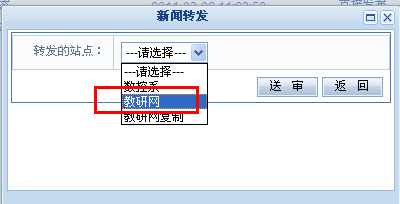 新闻转发
转发的站点：
---请选择---
---请选择---
数控系
教研网
教研网复制
送 审
返 回